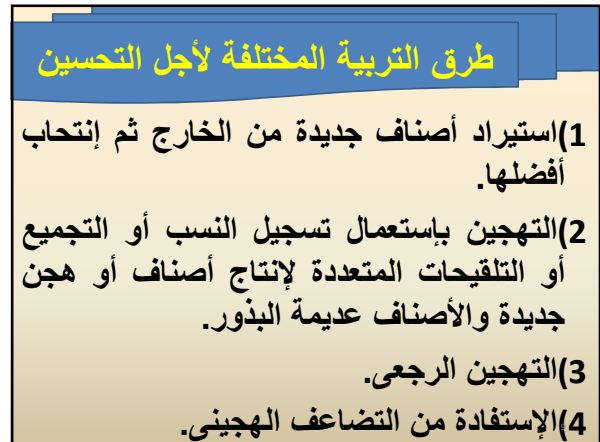 طرق التربية المختلفة لأجل التحسين
1)استيراد أصناف جديدة من الخارج ثم إنتحاب
أفضلها.
2)التهجين بإستعمال تسجيل النسب أو التجميع
أو التلقيحات المتعددة لإنتاج أصناف أو هجن
جديدة والأصناف عديمة البذور.
3)التهجين الرجعى.
4)الإستفادة من التضاعف الهجينى.